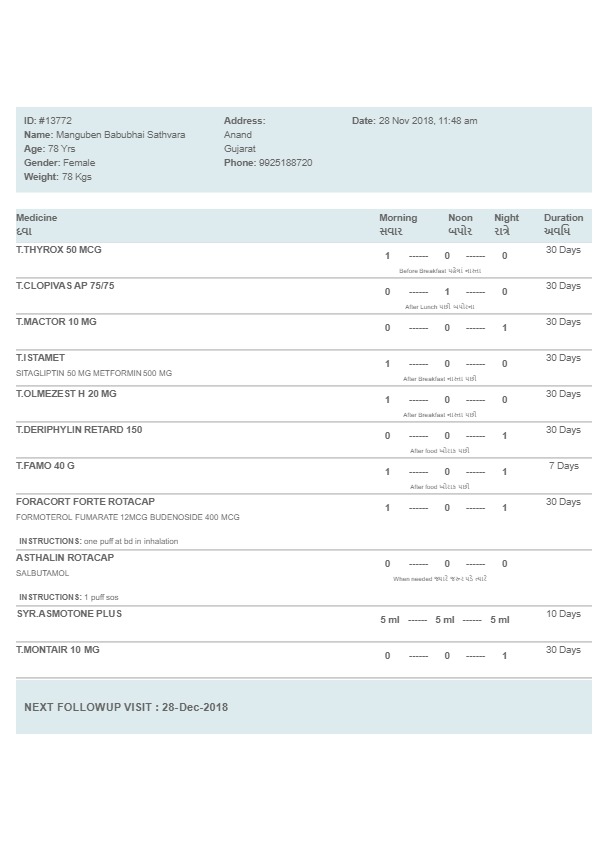 ID: #13772
Name: Manguben Babubhai Sathvara
Age: 78 Yrs
Gender: Female
Weight: 78 Kgs
Address:
Anand
Gujarat
Phone: 9925188720
Date: 28 Nov 2018, 11:48 am
Medicine Morning Noon Night Duration
દવા સવાર બપોર રાત્રે અવધિ
T.THYROX 50 MCG 30 Days
1 ------ 0 ------ 0
Before Breakfast પહેલાં નાસ્તા
T.CLOPIVAS AP 75/75 30 Days
0 ------ 1 ------ 0
After Lunch પછી બપોરના
T.MACTOR 10 MG 30 Days
0 ------ 0 ------ 1
T.ISTAMET 30 Days
1 ------ 0 ------ 0
SITAGLIPTIN 50 MG METFORMIN 500 MG
After Breakfast નાસ્તા પછી
T.OLMEZEST H 20 MG 30 Days
1 ------ 0 ------ 0
After Breakfast નાસ્તા પછી
T.DERIPHYLIN RETARD 150 30 Days
0 ------ 0 ------ 1
After food ખોરાક પછી
T.FAMO 40 G 7 Days
1 ------ 0 ------ 1
After food ખોરાક પછી
FORACORT FORTE ROTACAP 30 Days
1 ------ 0 ------ 1
FORMOTEROL FUMARATE 12MCG BUDENOSIDE 400 MCG
INSTRUCTIONS: one puff at bd in inhalation
ASTHALIN ROTACAP
0 ------ 0 ------ 0
SALBUTAMOL
When needed જ્યારે જરૂર પડે ત્યારે
INSTRUCTIONS: 1 puff sos
SYR.ASMOTONE PLUS 10 Days
5 ml ------ 5 ml ------ 5 ml
T.MONTAIR 10 MG 30 Days
0 ------ 0 ------ 1
NEXT FOLLOWUP VISIT : 28-Dec-2018